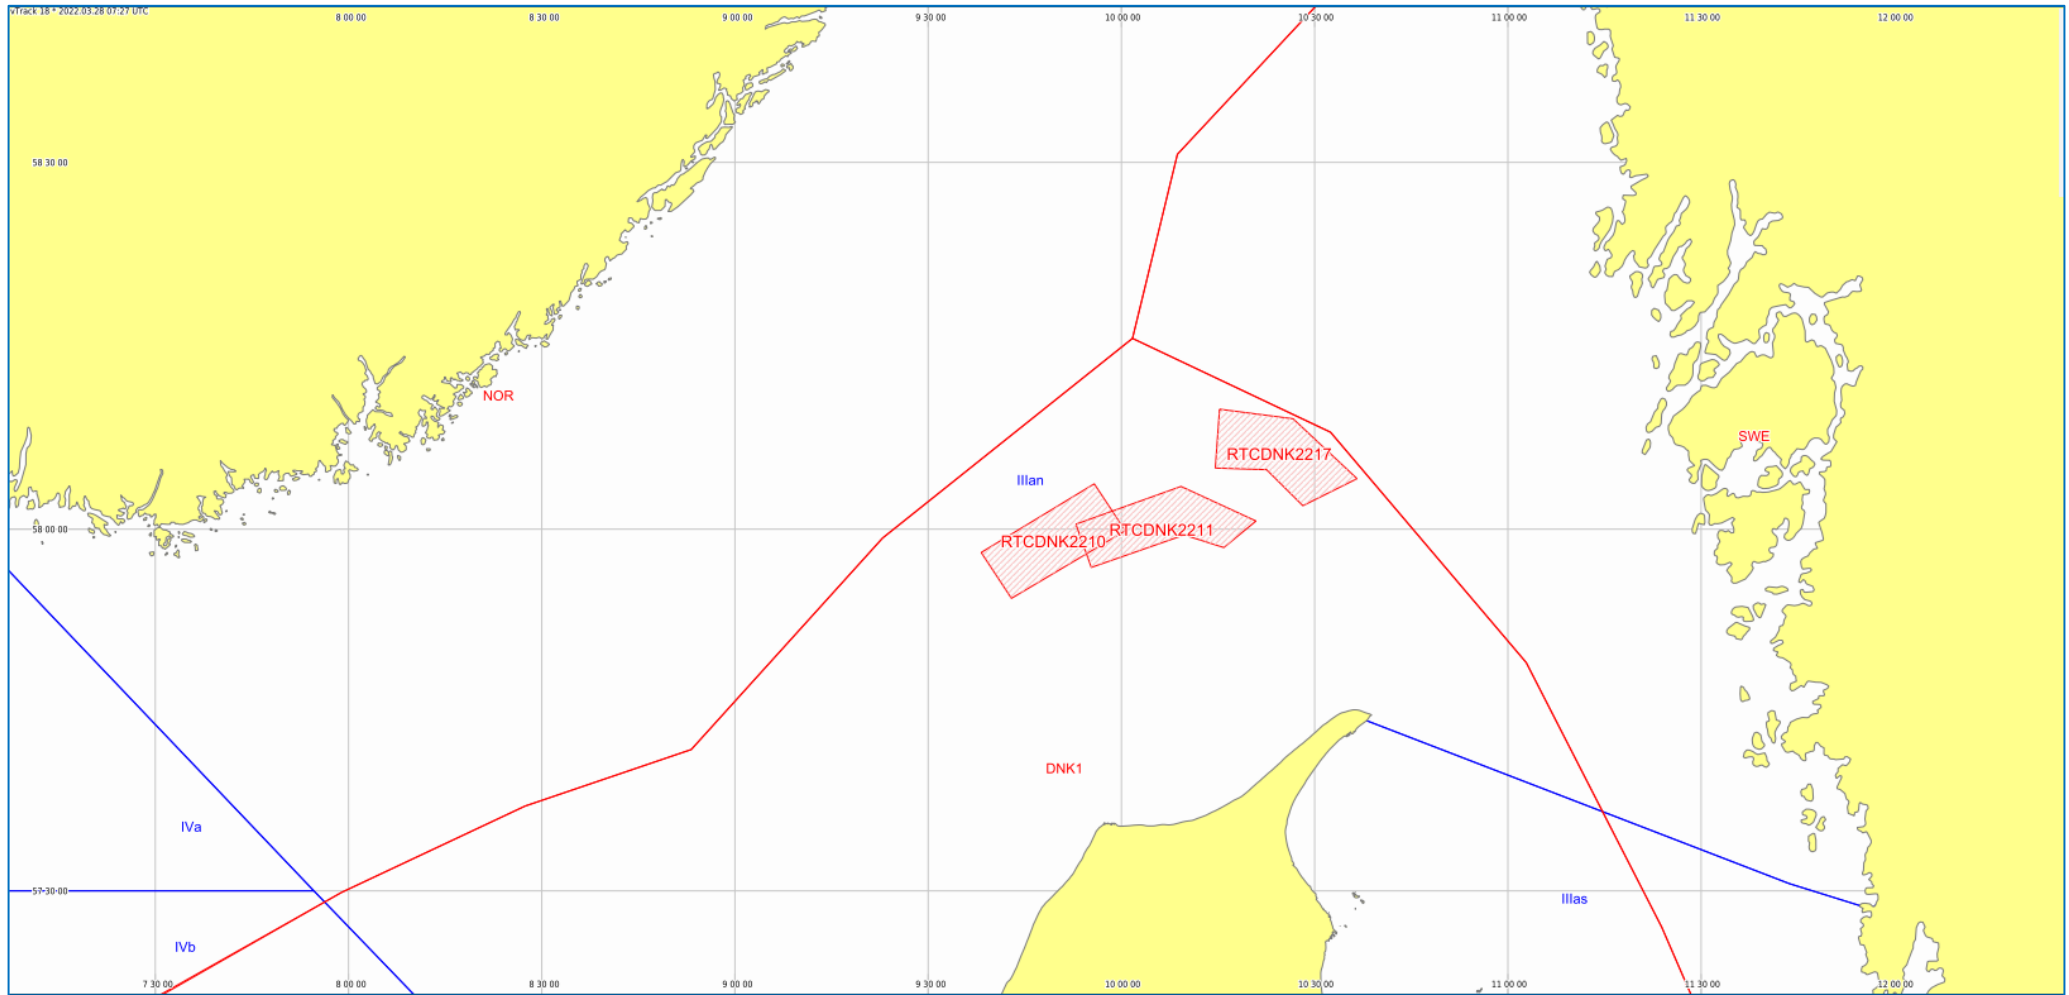 vTrack 18 * 2022.03.28 07:27 UTC
8 00 00
8 30 00
9 00 00
9 30 00
10 00 00
10 30 00
11 00 00
11 30 00
12 00 00
58 30 00
NOR
SWE
RTCDNK2217
IIIan
58 00 00
RTCDNK2211
RTCDNK2210
DNK1
IVa
57 30 00
IIIas
IVb
7 30 00
8 00 00
8 30 00
9 00 00
9 30 00
10 00 00
10 30 00
11 00 00
11 30 00
12 00 00